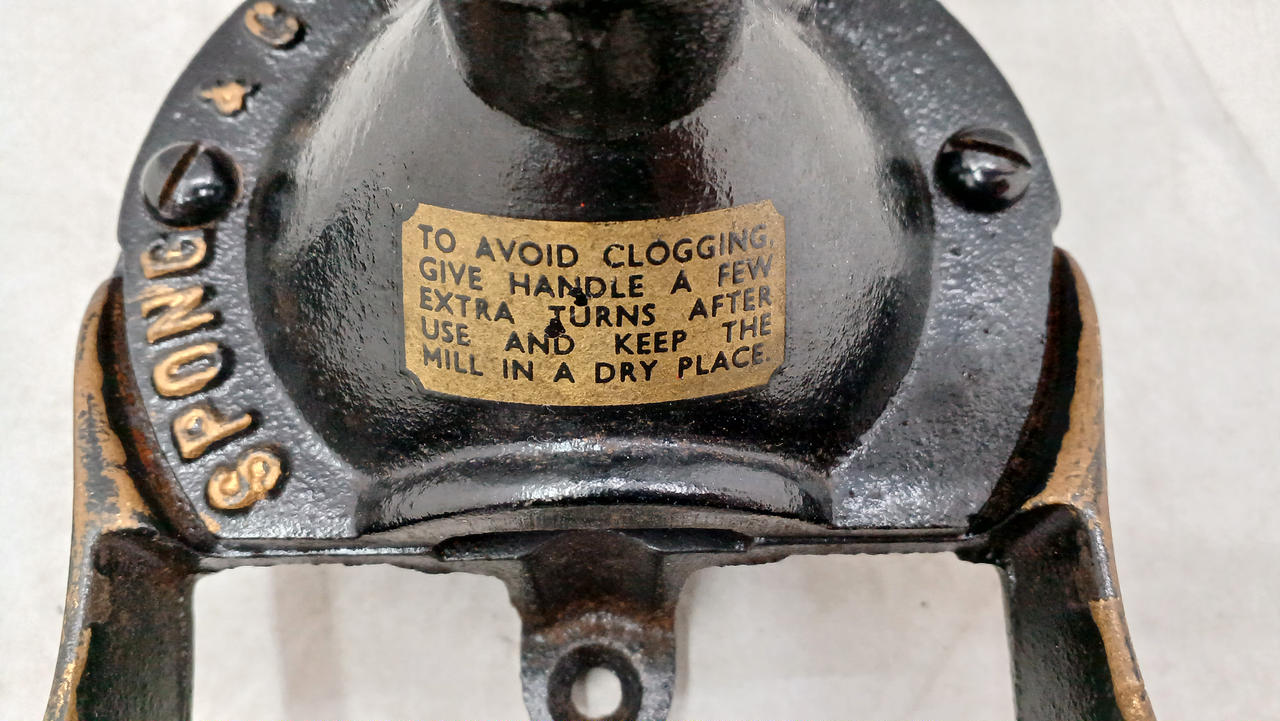 SPONG & C
TO AVOID CLOGGING,
GIVE HANDLE A FEW
EXTRA TURNS AFTER
USE AND KEEP THE
MILL IN A DRY PLACE.